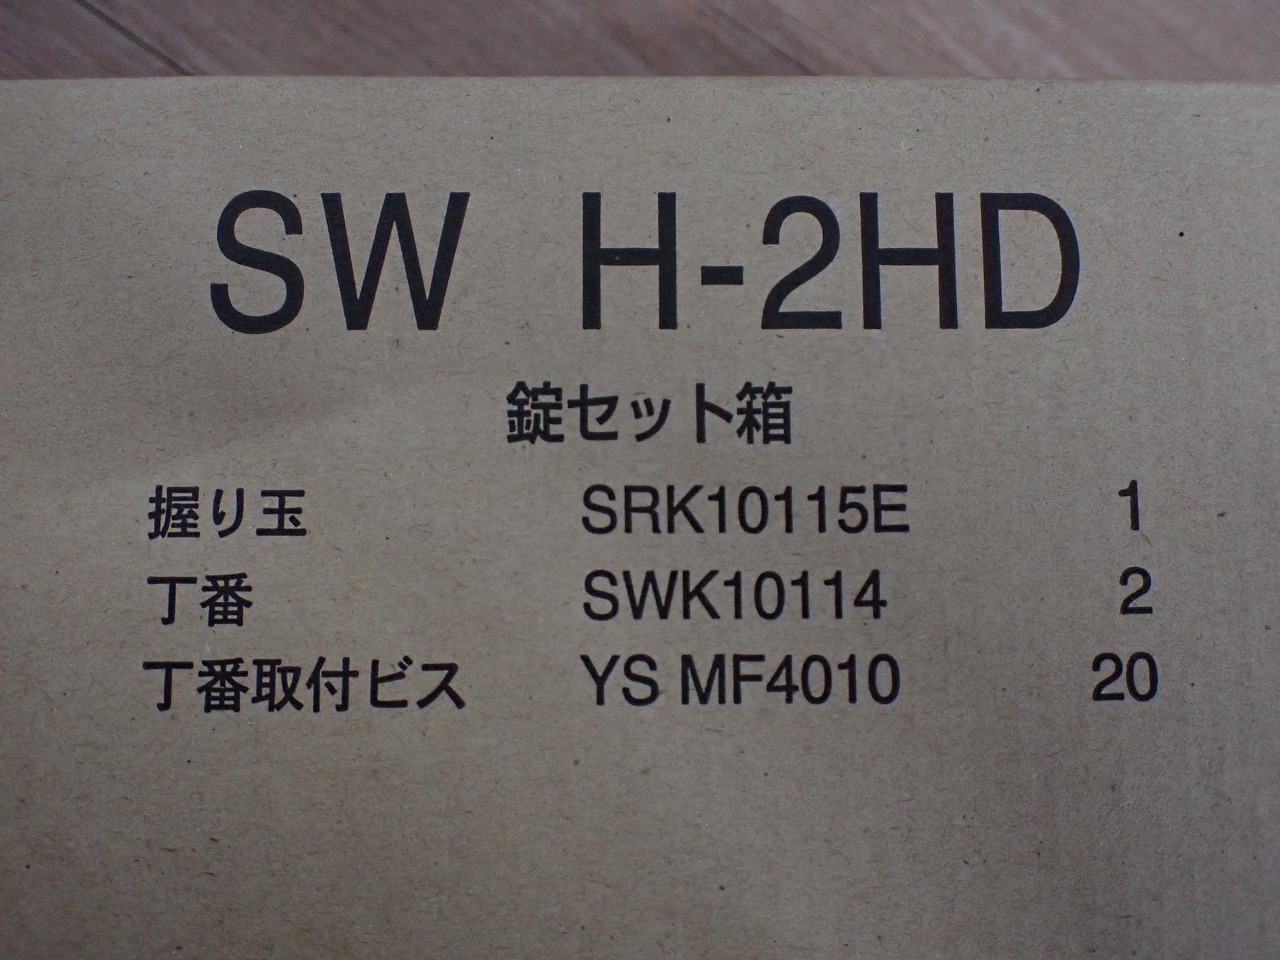 SW H-2HD
錠セット箱
握り玉 SRK10115E 1
丁番 SWK10114 2
丁番取付ビス YS MF4010 20